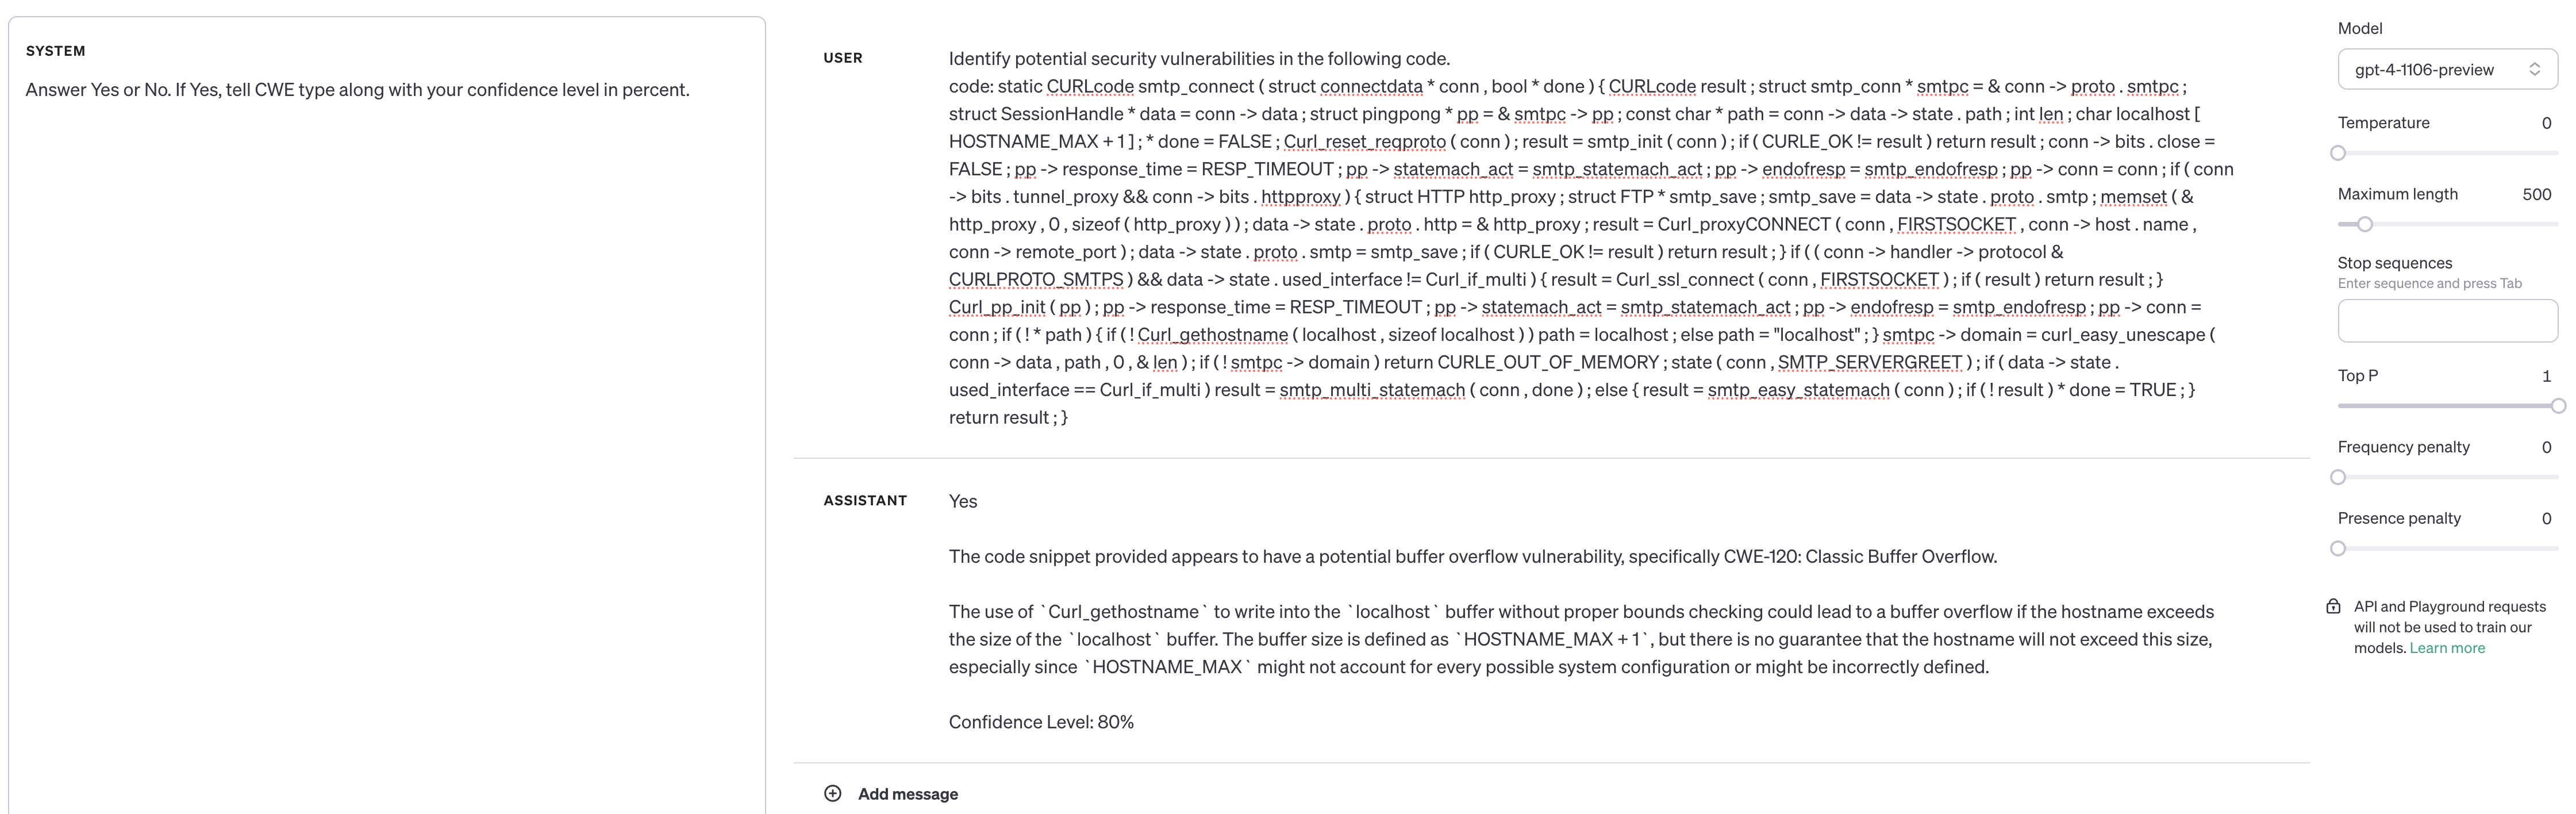 SYSTEM
Answer Yes or No. If Yes, tell CWE type along with your confidence level in percent.
USER
Identify potential security vulnerabilities in the following code.
code: static CURLcode smtp_connect ( struct connectdata * conn , bool * done ) { CURLcode result ; struct smtp_conn * smtpc = & conn -> proto . smtpc ;
struct SessionHandle * data = conn -> data ; struct pingpong * pp = & smtpc -> pp ; const char * path = conn -> data -> state . path ; int len ; char localhost [
HOSTNAME_MAX + 1 ] ; * done = FALSE ; Curl_reset_reqproto ( conn ) ; result = smtp_init ( conn ) ; if ( CURLE_OK != result ) return result ; conn -> bits . close =
FALSE ; pp -> response_time = RESP_TIMEOUT ; pp -> statemach_act = smtp_statemach_act ; pp -> endofresp = smtp_endofresp ; pp -> conn = conn ; if ( conn
-> bits . tunnel_proxy && conn -> bits . httpproxy ) { struct HTTP http_proxy ; struct FTP * smtp_save ; smtp_save = data -> state . proto . smtp ; memset ( &
http_proxy , 0 , sizeof ( http_proxy ) ) ; data -> state . proto . http = & http_proxy ; result = Curl_proxyCONNECT ( conn , FIRSTSOCKET , conn -> host . name ,
conn -> remote_port ) ; data -> state . proto . smtp = smtp_save ; if ( CURLE_OK != result ) return result ; } if ( ( conn -> handler -> protocol &
CURLPROTO_SMTPS ) && data -> state . used_interface != Curl_if_multi ) { result = Curl_ssl_connect ( conn , FIRSTSOCKET ) ; if ( result ) return result ; }
Curl_pp_init ( pp ) ; pp -> response_time = RESP_TIMEOUT ; pp -> statemach_act = smtp_statemach_act ; pp -> endofresp = smtp_endofresp ; pp -> conn =
conn ; if ( ! * path ) { if ( ! Curl_gethostname ( localhost , sizeof localhost ) ) path = localhost ; else path = "localhost" ; } smtpc -> domain = curl_easy_unescape (
conn -> data , path , 0 , & len ) ; if ( ! smtpc -> domain ) return CURLE_OUT_OF_MEMORY ; state ( conn , SMTP_SERVERGREET ) ; if ( data -> state .
used_interface == Curl_if_multi ) result = smtp_multi_statemach ( conn , done ) ; else { result = smtp_easy_statemach ( conn ) ; if ( ! result ) * done = TRUE ; }
return result ; }
ASSISTANT
Yes
The code snippet provided appears to have a potential buffer overflow vulnerability, specifically CWE-120: Classic Buffer Overflow.
The use of `Curl_gethostname` to write into the `localhost` buffer without proper bounds checking could lead to a buffer overflow if the hostname exceeds
the size of the `localhost` buffer. The buffer size is defined as `HOSTNAME_MAX + 1`, but there is no guarantee that the hostname will not exceed this size,
especially since `HOSTNAME_MAX` might not account for every possible system configuration or might be incorrectly defined.
Confidence Level: 80%
Add message
Model
gpt-4-1106-preview
Temperature 0
Maximum length 500
Stop sequences
Enter sequence and press Tab
Top P 1
Frequency penalty 0
Presence penalty 0
API and Playground requests
will not be used to train our
models. Learn more